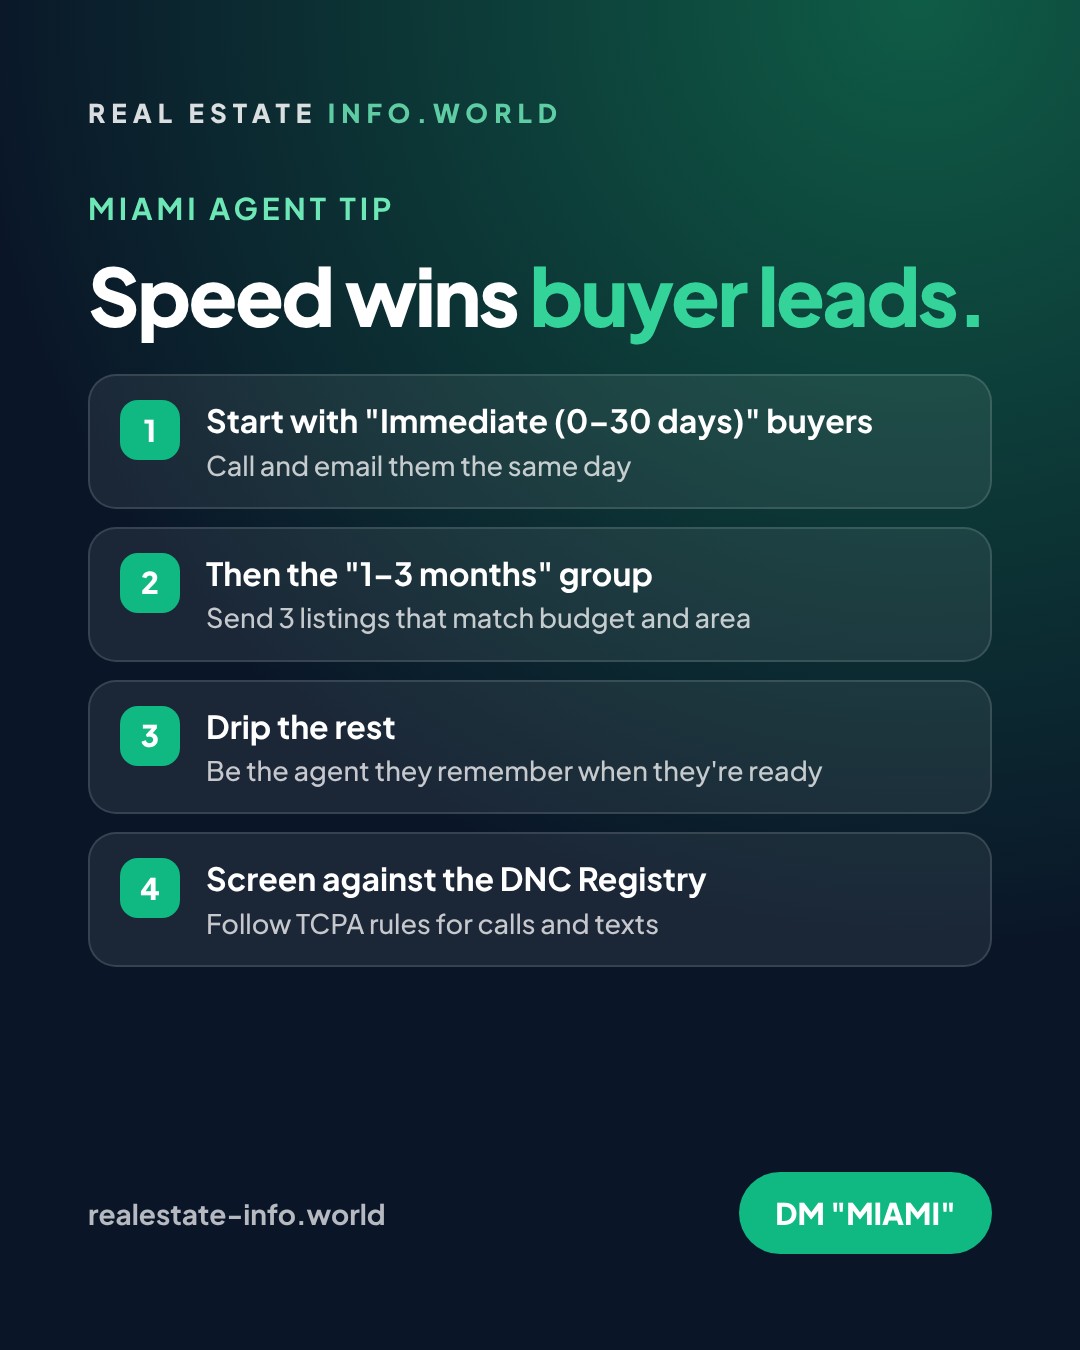 REAL ESTATE INFO.WORLD
MIAMI AGENT TIP
Speed wins buyer leads.
1
Start with "Immediate (0–30 days)" buyers
Call and email them the same day
2
Then the "1–3 months" group
Send 3 listings that match budget and area
3
Drip the rest
Be the agent they remember when they're ready
4
Screen against the DNC Registry
Follow TCPA rules for calls and texts
realestate-info.world
DM "MIAMI"